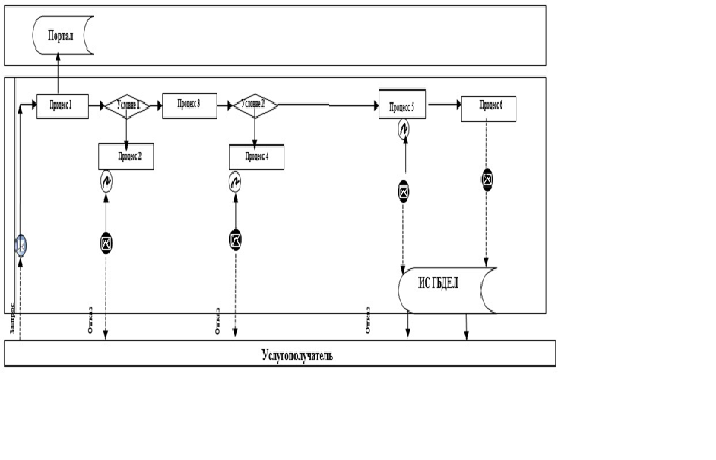 Портал
Процесс 1
Условие 1
Процесс 3
Условие 2
Процесс 5
Процесс 6
Процесс 2
Процесс 4
ИС ГБДЕЛ
Запрос
Отказ
Отказ
Отказ
Услугополучатель